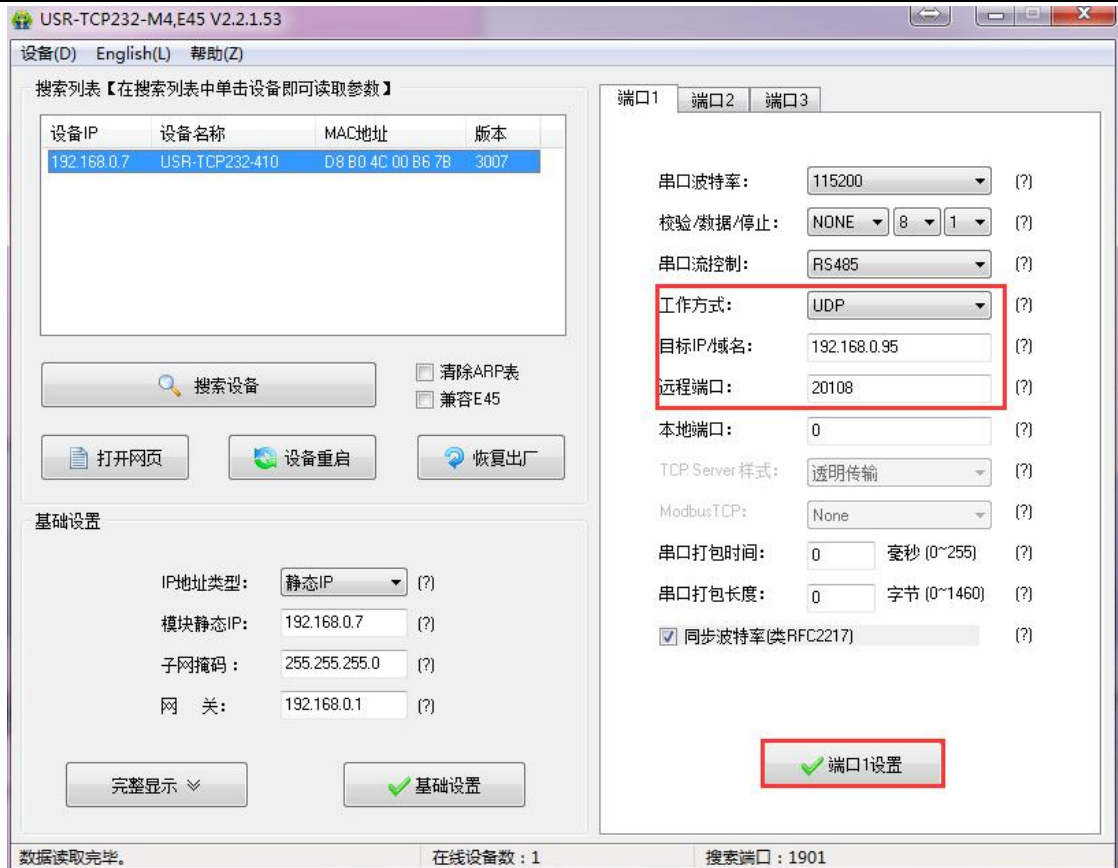 USR-TCP232-M4,E45 V2.2.1.53
设备(D) English(L) 帮助(Z)
搜索列表【在搜索列表中单击设备即可读取参数】
设备IP 设备名称 MAC地址 版本
192.168.0.7 USR-TCP232-410 D8 B0 4C 00 B6 7B 3007
搜索设备
清除ARP表
兼容E45
打开网页 设备重启 恢复出厂
基础设置
IP地址类型: 静态IP (?)
模块静态IP: 192.168.0.7 (?)
子网掩码: 255.255.255.0 (?)
网 关: 192.168.0.1 (?)
完整显示 基础设置
端口1 端口2 端口3
串口波特率: 115200 (?)
校验/数据/停止: NONE 8 1 (?)
串口流控制: RS485 (?)
工作方式: UDP (?)
目标IP/域名: 192.168.0.95 (?)
远程端口: 20108 (?)
本地端口: 0 (?)
TCP Server样式: 透明传输 (?)
ModbusTCP: None (?)
串口打包时间: 0 毫秒 (0~255) (?)
串口打包长度: 0 字节 (0~1460) (?)
同步波特率(类RFC2217) (?)
端口1设置
数据读取完毕。 在线设备数：1 搜索端口：1901